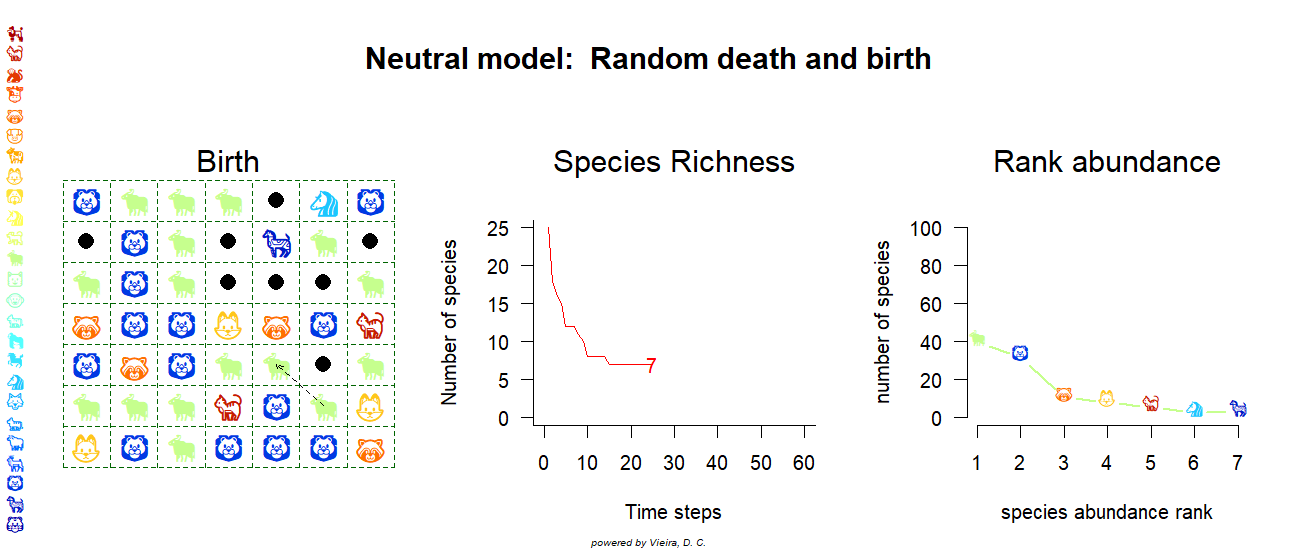 Neutral model:  Random death and birth
Birth
Species Richness
Rank abundance
Number of species
25
20
15
10
5
0
7
0 10 20 30 40 50 60
Time steps
number of species
100
80
60
40
20
0
1 2 3 4 5 6 7
species abundance rank
powered by Vieira, D. C.